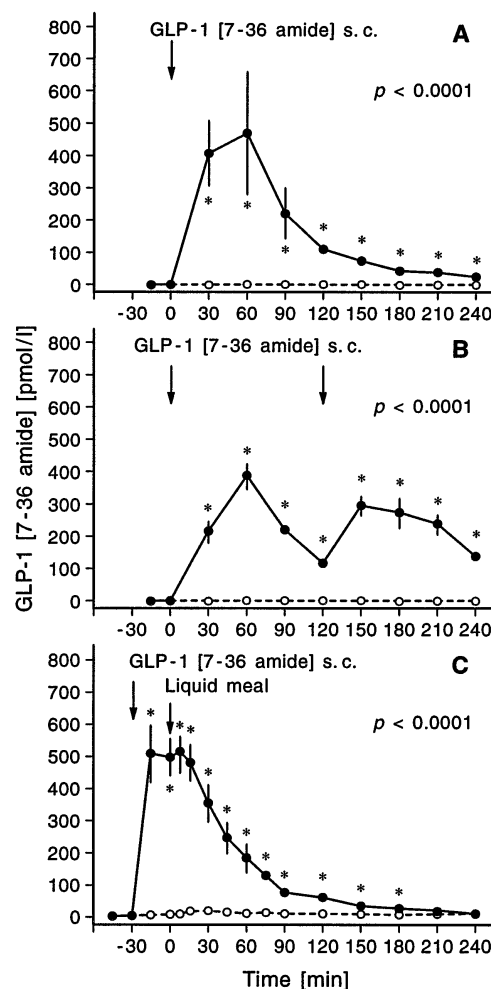 GLP-1 [7-36 amide] s.c. A
800
700
600
p < 0.0001
500
400
300
* * * * * * * *
200
100
0
-30 0 30 60 90 120 150 180 210 240
GLP-1 [7-36 amide] s.c. B
800
700
600
p < 0.0001
500
400
300
* * * * * * * *
200
100
0
-30 0 30 60 90 120 150 180 210 240
GLP-1 [7-36 amide] [pmol/l]
GLP-1 [7-36 amide] s.c. C
Liquid meal
800
700
600
p < 0.0001
500
400
300
* * * * * * * * * * * *
200
100
0
-30 0 30 60 90 120 150 180 210 240
Time [min]